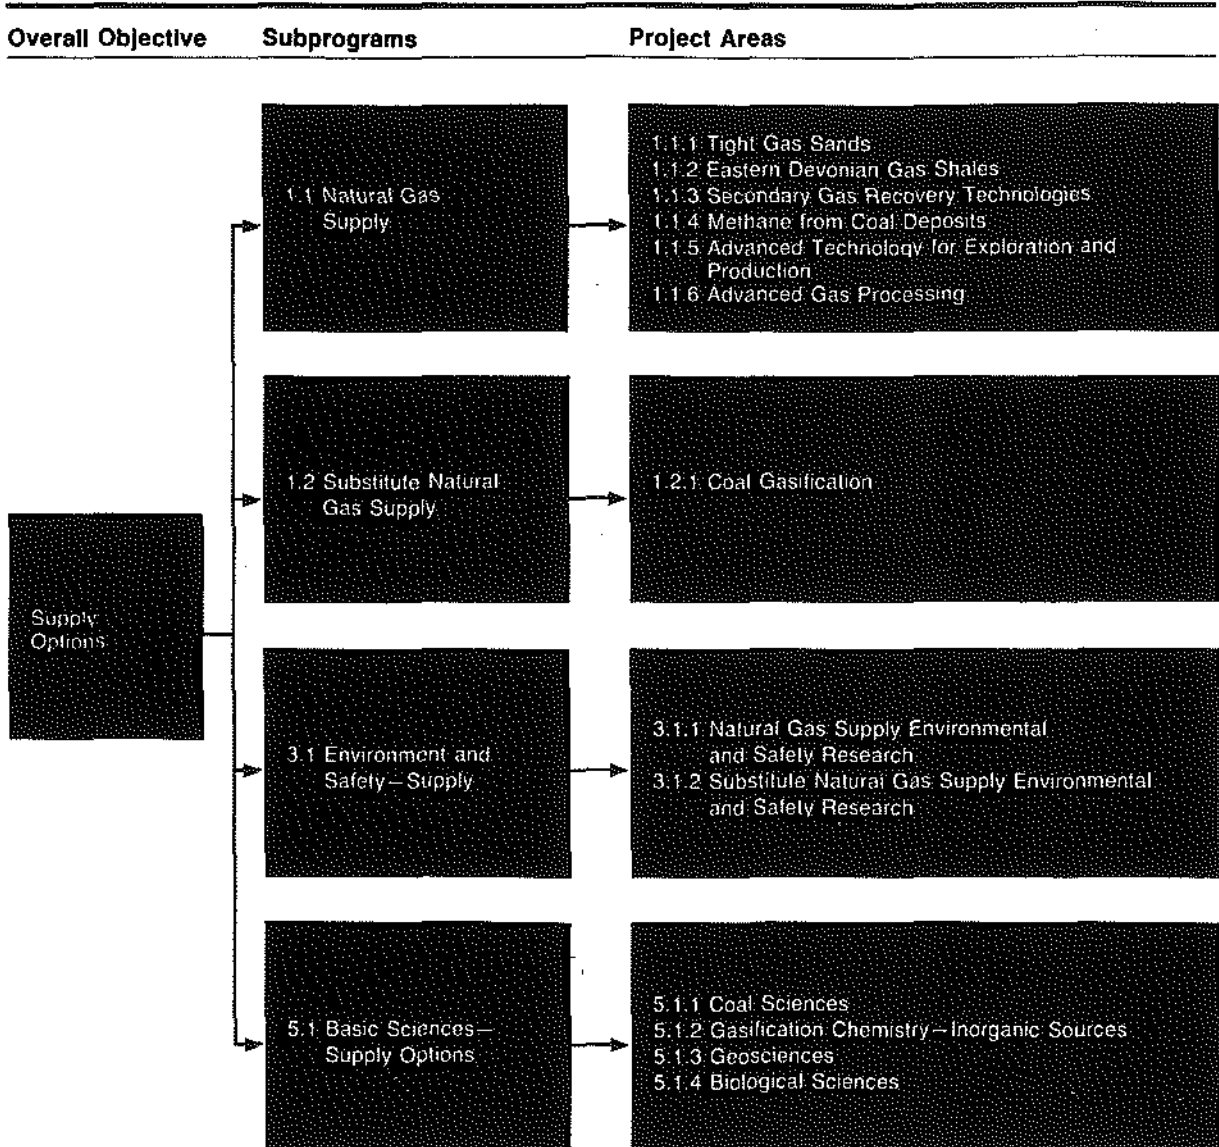 Overall Objective Subprograms Project Areas
1.1 Natural Gas
Supply
1.1.1 Tight Gas Sands
1.1.2 Eastern Devonian Gas Shales
1.1.3 Secondary Gas Recovery Technologies
1.1.4 Methane from Coal Deposits
1.1.5 Advanced Technology for Exploration and
Production
1.1.6 Advanced Gas Processing
1.2 Substitute Natural
Gas Supply
1.2.1 Coal Gasification
Supply
Options
3.1 Environment and
Safety—Supply
3.1.1 Natural Gas Supply Environmental
and Safety Research
3.1.2 Substitute Natural Gas Supply Environmental
and Safety Research
5.1 Basic Sciences—
Supply Options
5.1.1 Coal Sciences
5.1.2 Gasification Chemistry—Inorganic Sources
5.1.3 Geosciences
5.1.4 Biological Sciences